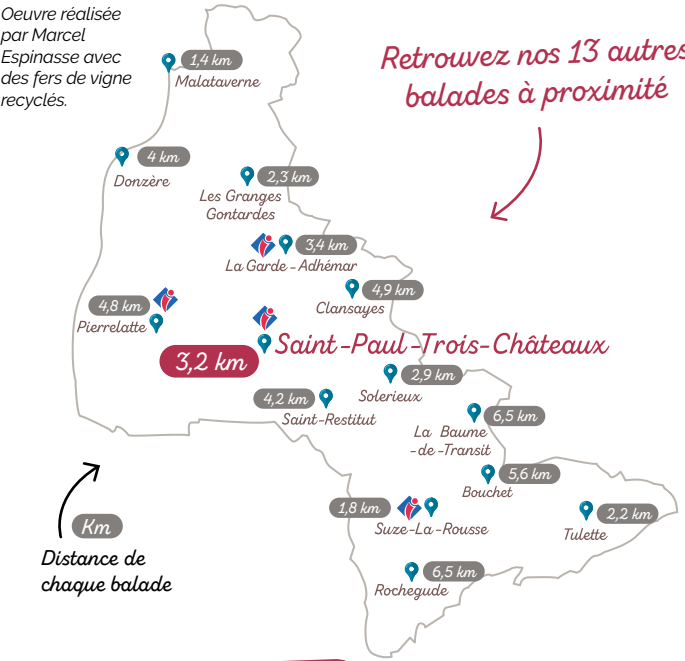 Oeuvre réalisée
par Marcel
Espinasse avec
des fers de vigne
recyclés.
Retrouvez nos 13 autres
balades à proximité
1,4 km
Malataverne
4 km
Donzère
2,3 km
Les Granges
Gontardes
3,4 km
La Garde-Adhémar
4,9 km
Clansayes
4,8 km
Pierrelatte
Saint-Paul-Trois-Châteaux
3,2 km
2,9 km
Solerieux
4,2 km
Saint-Restitut
6,5 km
La Baume
-de-Transit
5,6 km
Bouchet
1,8 km
Suze-La-Rousse
2,2 km
Tulette
6,5 km
Rochegude
Km
Distance de
chaque balade